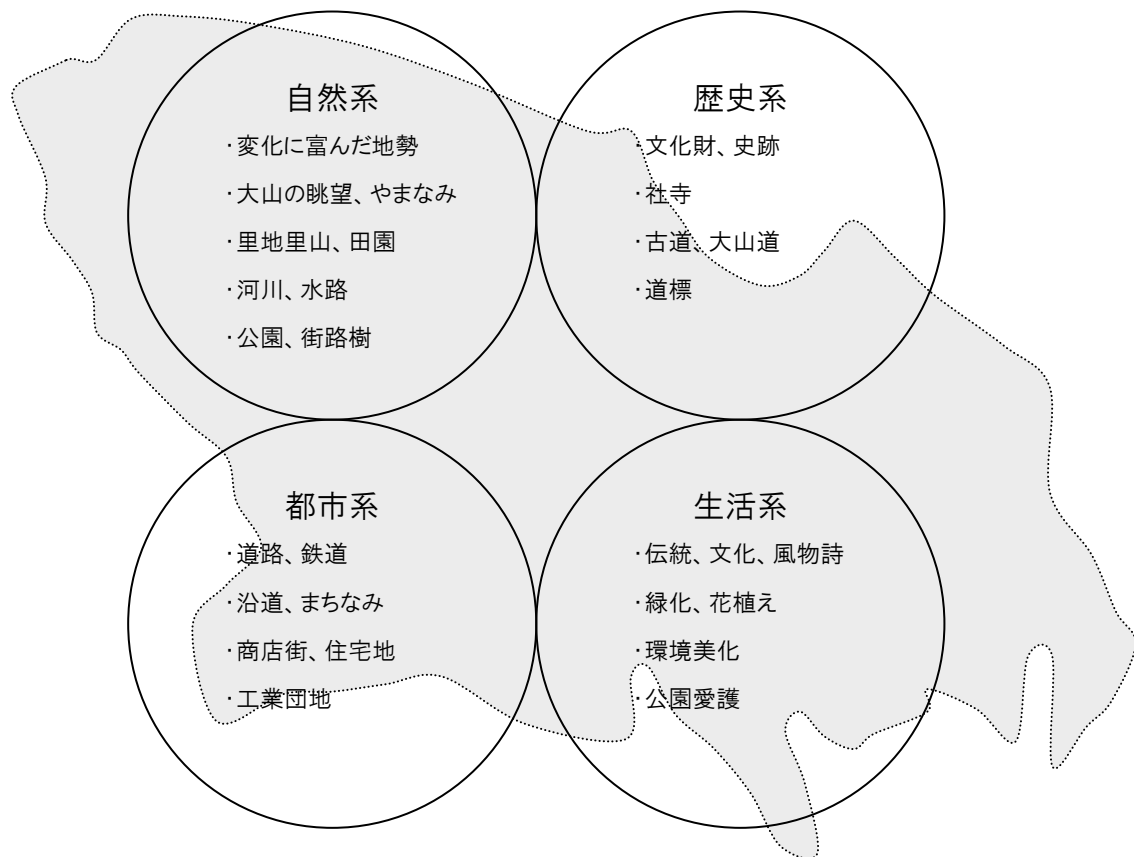 自然系
・変化に富んだ地勢
・大山の眺望、やまなみ
・里地里山、田園
・河川、水路
・公園、街路樹
歴史系
・文化財、史跡
・社寺
・古道、大山道
・道標
都市系
・道路、鉄道
・沿道、まちなみ
・商店街、住宅地
・工業団地
生活系
・伝統、文化、風物詩
・緑化、花植え
・環境美化
・公園愛護